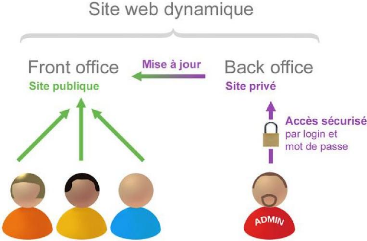 Site web dynamique
Front office
Site publique
Mise à jour
Back office
Site privé
Accès sécurisé
par login et
mot de passe
ADMIN